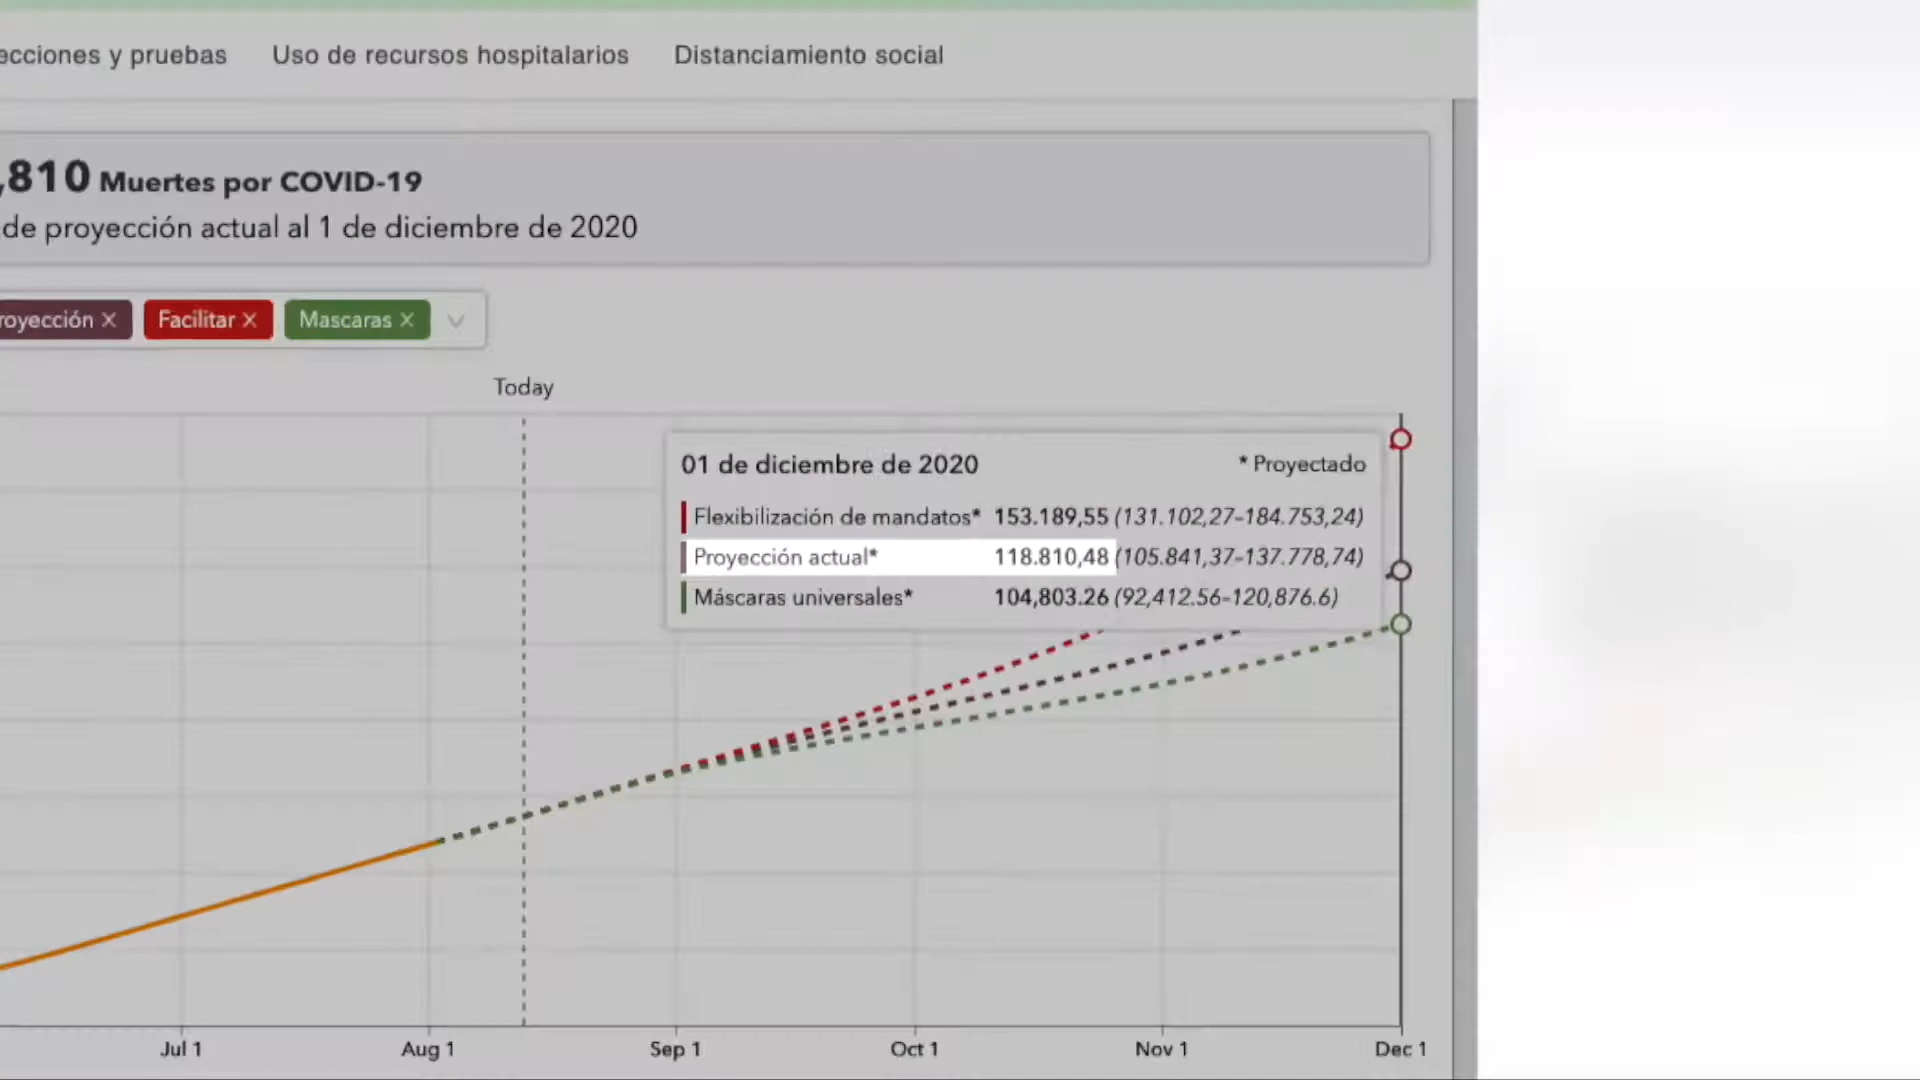 ecciones y pruebas Uso de recursos hospitalarios Distanciamiento social
,810 Muertes por COVID-19
de proyección actual al 1 de diciembre de 2020
royección × Facilitar × Mascaras ×
Today
01 de diciembre de 2020 * Proyectado
Flexibilización de mandatos* 153.189,55 (131.102,27-184.753,24)
Proyección actual* 118.810,48 (105.841,37-137.778,74)
Máscaras universales* 104,803.26 (92,412.56-120,876.6)
Jul 1 Aug 1 Sep 1 Oct 1 Nov 1 Dec 1